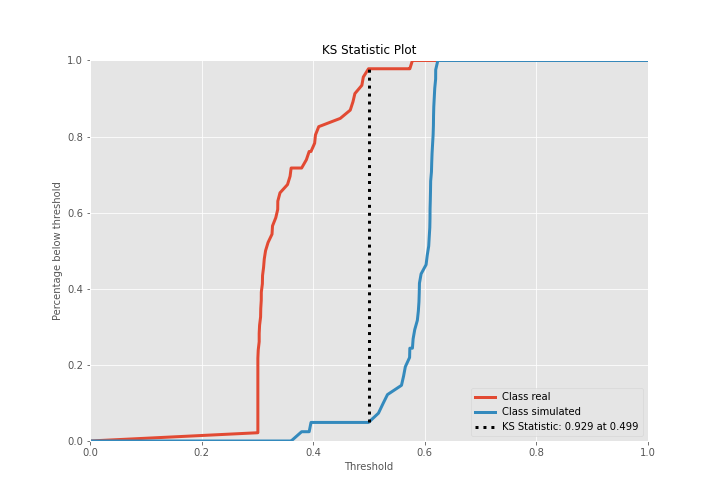 KS Statistic Plot
Percentage below threshold
1.0
0.8
0.6
0.4
0.2
0.0
Class real
Class simulated
KS Statistic: 0.929 at 0.499
0.0 0.2 0.4 0.6 0.8 1.0
Threshold